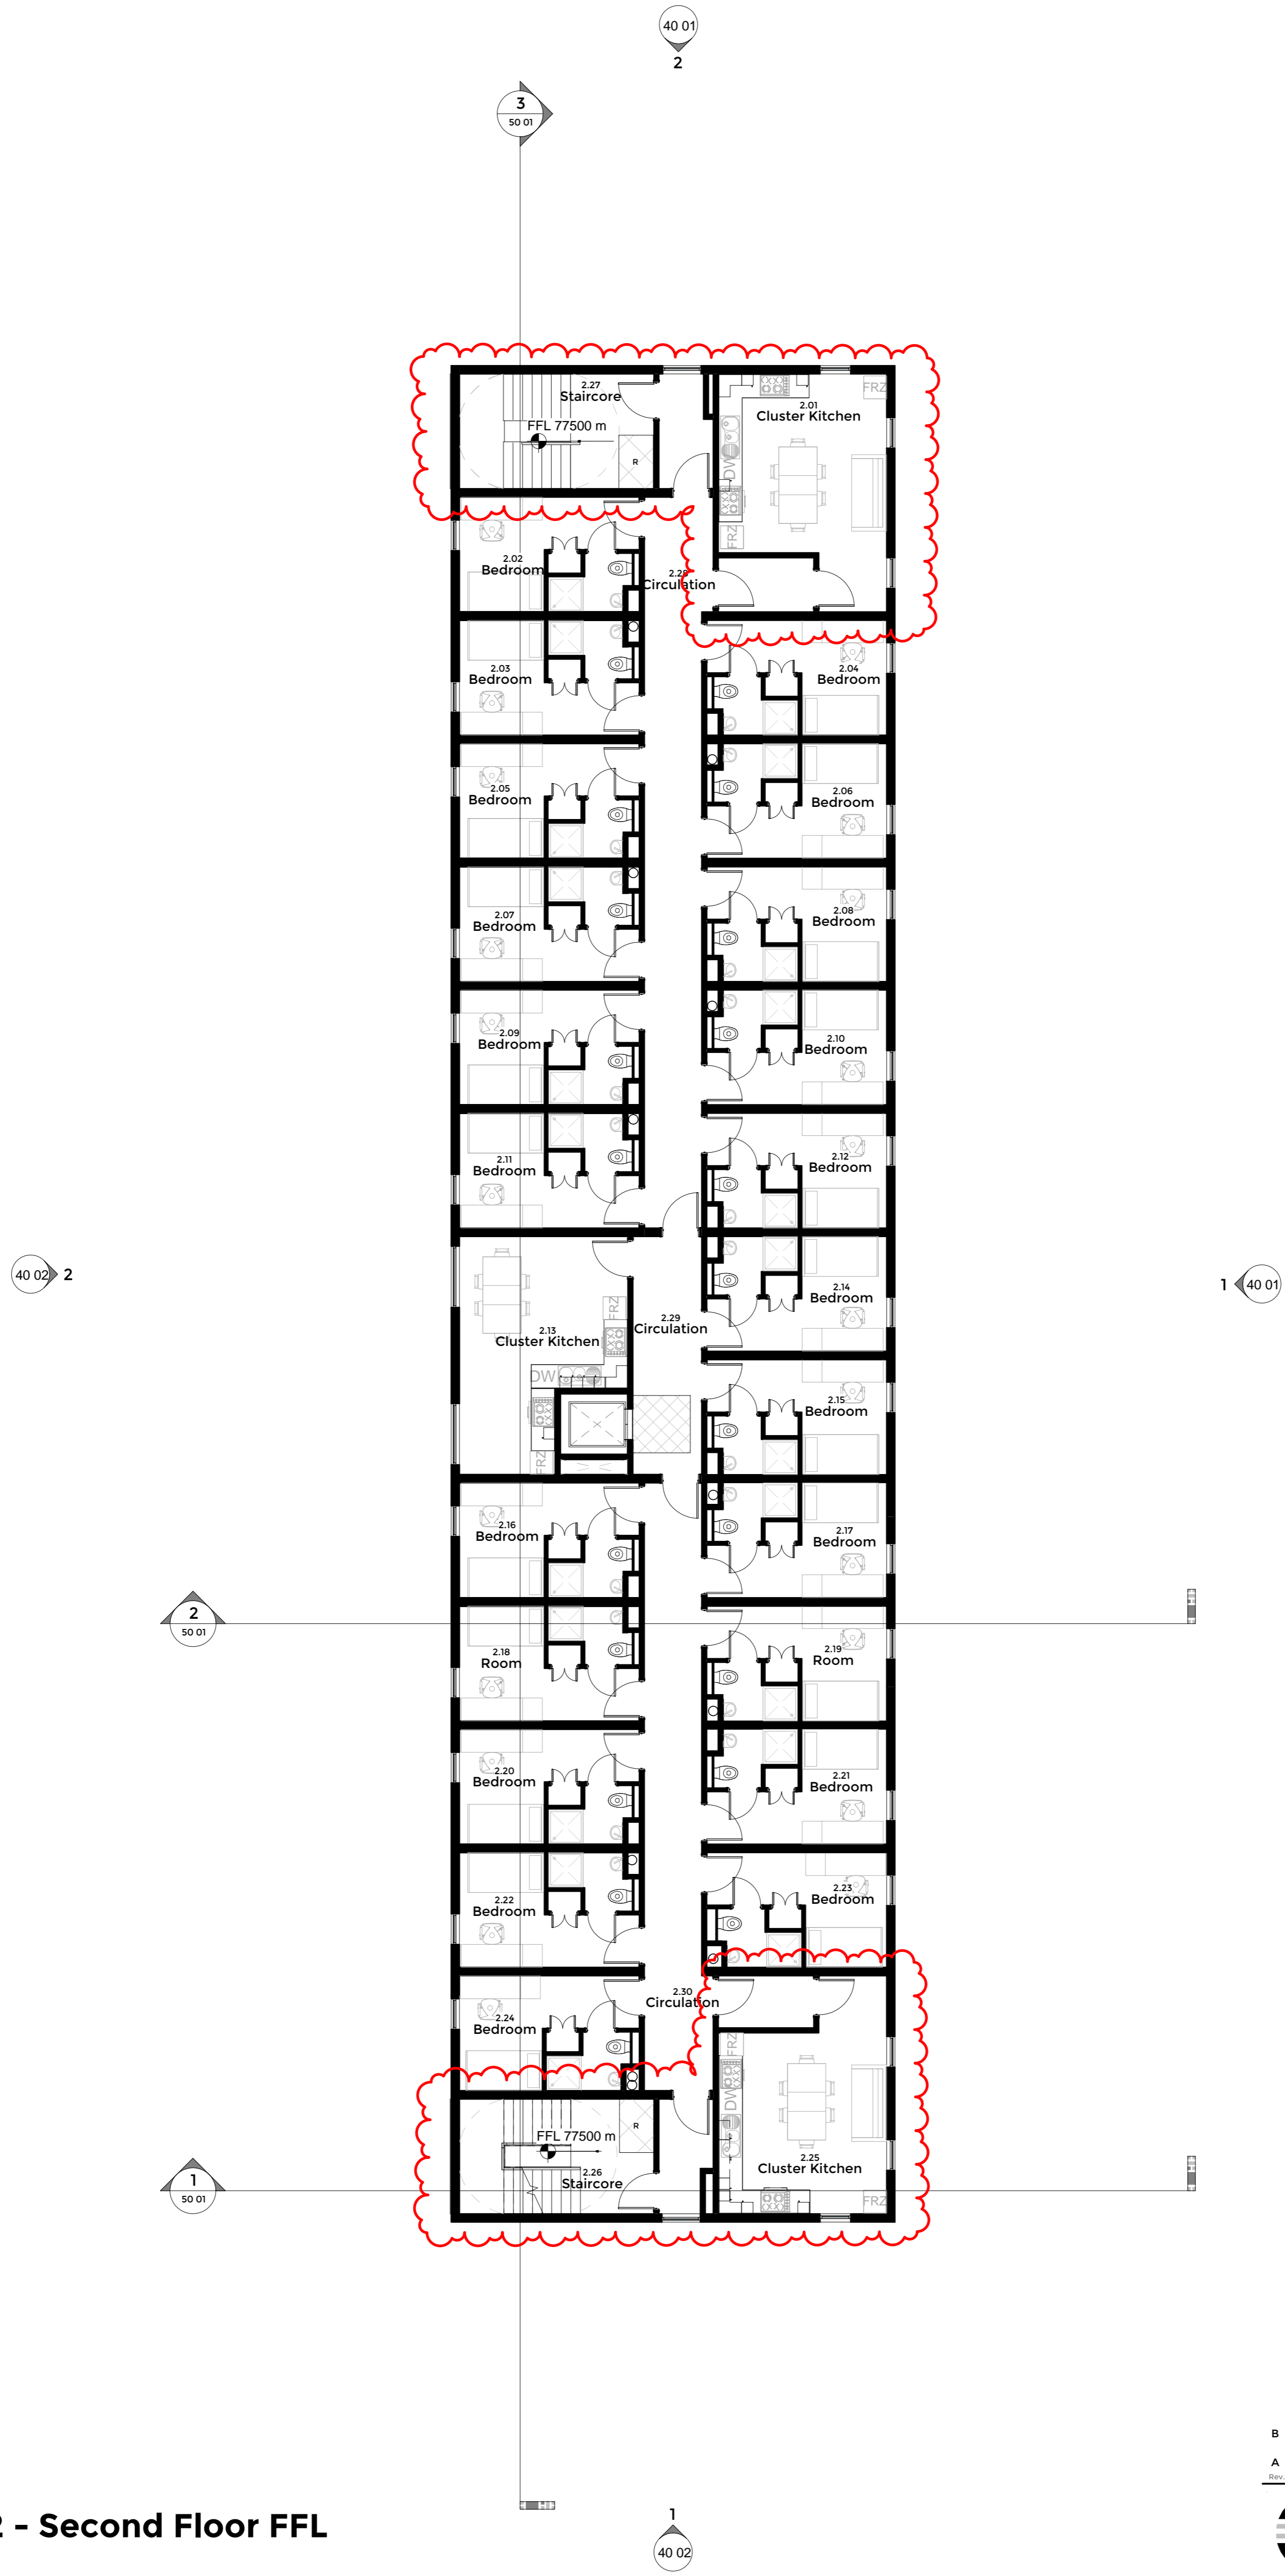 40 01
2
3
50 01
2.27
Staircore
FFL 77500 m
R
FRZ
2.01
Cluster Kitchen
DW
FRZ
2.02
Bedroom
2.28
Circulation
2.03
Bedroom
2.04
Bedroom
2.05
Bedroom
2.06
Bedroom
2.07
Bedroom
2.08
Bedroom
2.09
Bedroom
2.10
Bedroom
2.11
Bedroom
2.12
Bedroom
40 02
2
1
40 01
2.14
Bedroom
FRZ
2.13
Cluster Kitchen
2.29
Circulation
DW
FRZ
2.15
Bedroom
2.16
Bedroom
2.17
Bedroom
2
50 01
2.18
Room
2.19
Room
2.20
Bedroom
2.21
Bedroom
2.22
Bedroom
2.23
Bedroom
2.30
Circulation
2.24
Bedroom
FRZ
DW
R
FFL 77500 m
2.26
Staircore
2.25
Cluster Kitchen
FRZ
1
50 01
B
A
Rev.
2 - Second Floor FFL
1
40 02